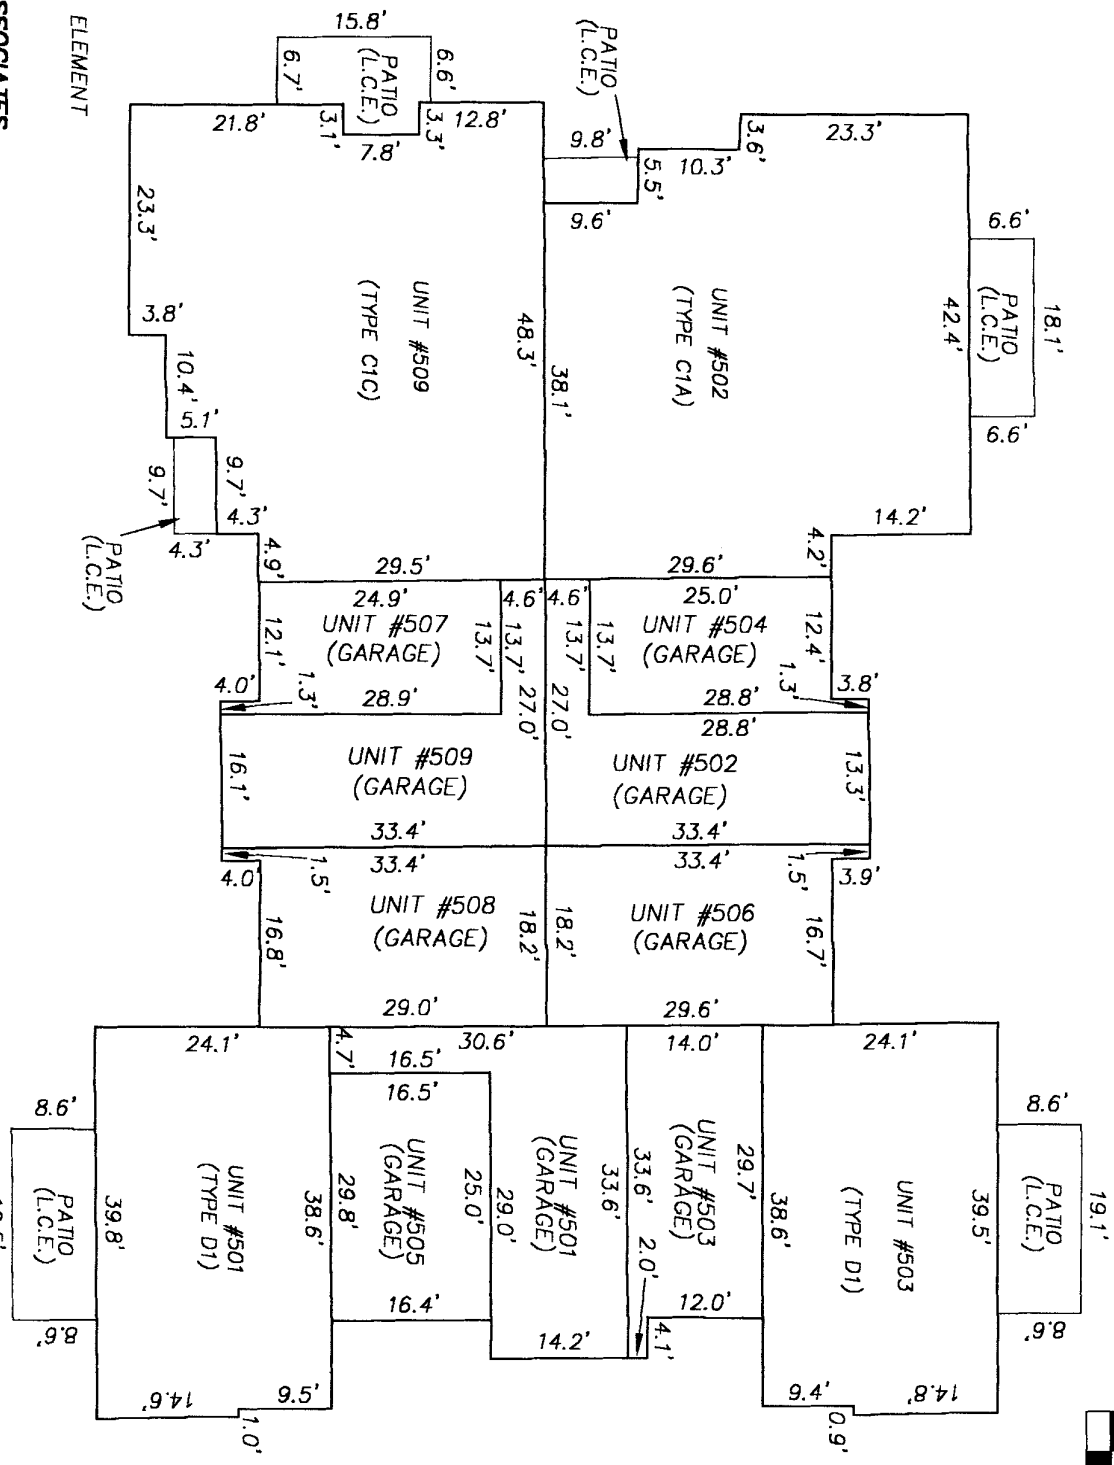 SSOCIATES
ELEMENT
15.8'
6.7'
PATIO
(L.C.E.)
6.6'
21.8'
3.1'
7.8'
3.3'
12.8'
PATIO
(L.C.E.)
9.8'
5.5'
9.6'
10.3'
3.6'
23.3'
6.6'
PATIO
(L.C.E.)
18.1'
42.4'
6.6'
23.3'
3.8'
10.4'
5.1'
9.7'
9.7'
4.3'
4.3'
PATIO
(L.C.E.)
4.9'
UNIT #509
(TYPE C1C)
48.3'
38.1'
UNIT #502
(TYPE C1A)
14.2'
4.2'
29.5'
29.6'
24.9'
4.6'
4.6'
25.0'
UNIT #507
(GARAGE)
13.7'
13.7'
13.7'
13.7'
UNIT #504
(GARAGE)
12.1'
12.4'
4.0'
1.3'
28.9'
27.0'
27.0'
28.8'
1.3'
3.8'
28.8'
16.1'
UNIT #509
(GARAGE)
UNIT #502
(GARAGE)
13.3'
33.4'
33.4'
4.0'
1.5'
33.4'
33.4'
1.5'
3.9'
UNIT #508
(GARAGE)
UNIT #506
(GARAGE)
16.8'
18.2'
18.2'
16.7'
29.0'
29.6'
24.1'
4.7'
30.6'
14.0'
24.1'
16.5'
16.5'
8.6'
PATIO
(L.C.E.)
8.6'
39.8'
UNIT #501
(TYPE D1)
38.6'
29.8'
UNIT #505
(GARAGE)
25.0'
29.0'
UNIT #501
(GARAGE)
33.6'
33.6'
2.0'
UNIT #503
(GARAGE)
29.7'
38.6'
UNIT #503
(TYPE D1)
39.5'
8.6'
PATIO
(L.C.E.)
19.1'
8.6'
16.4'
14.2'
4.1'
12.0'
14.6'
9.5'
1.0'
9.4'
0.9'
14.8'